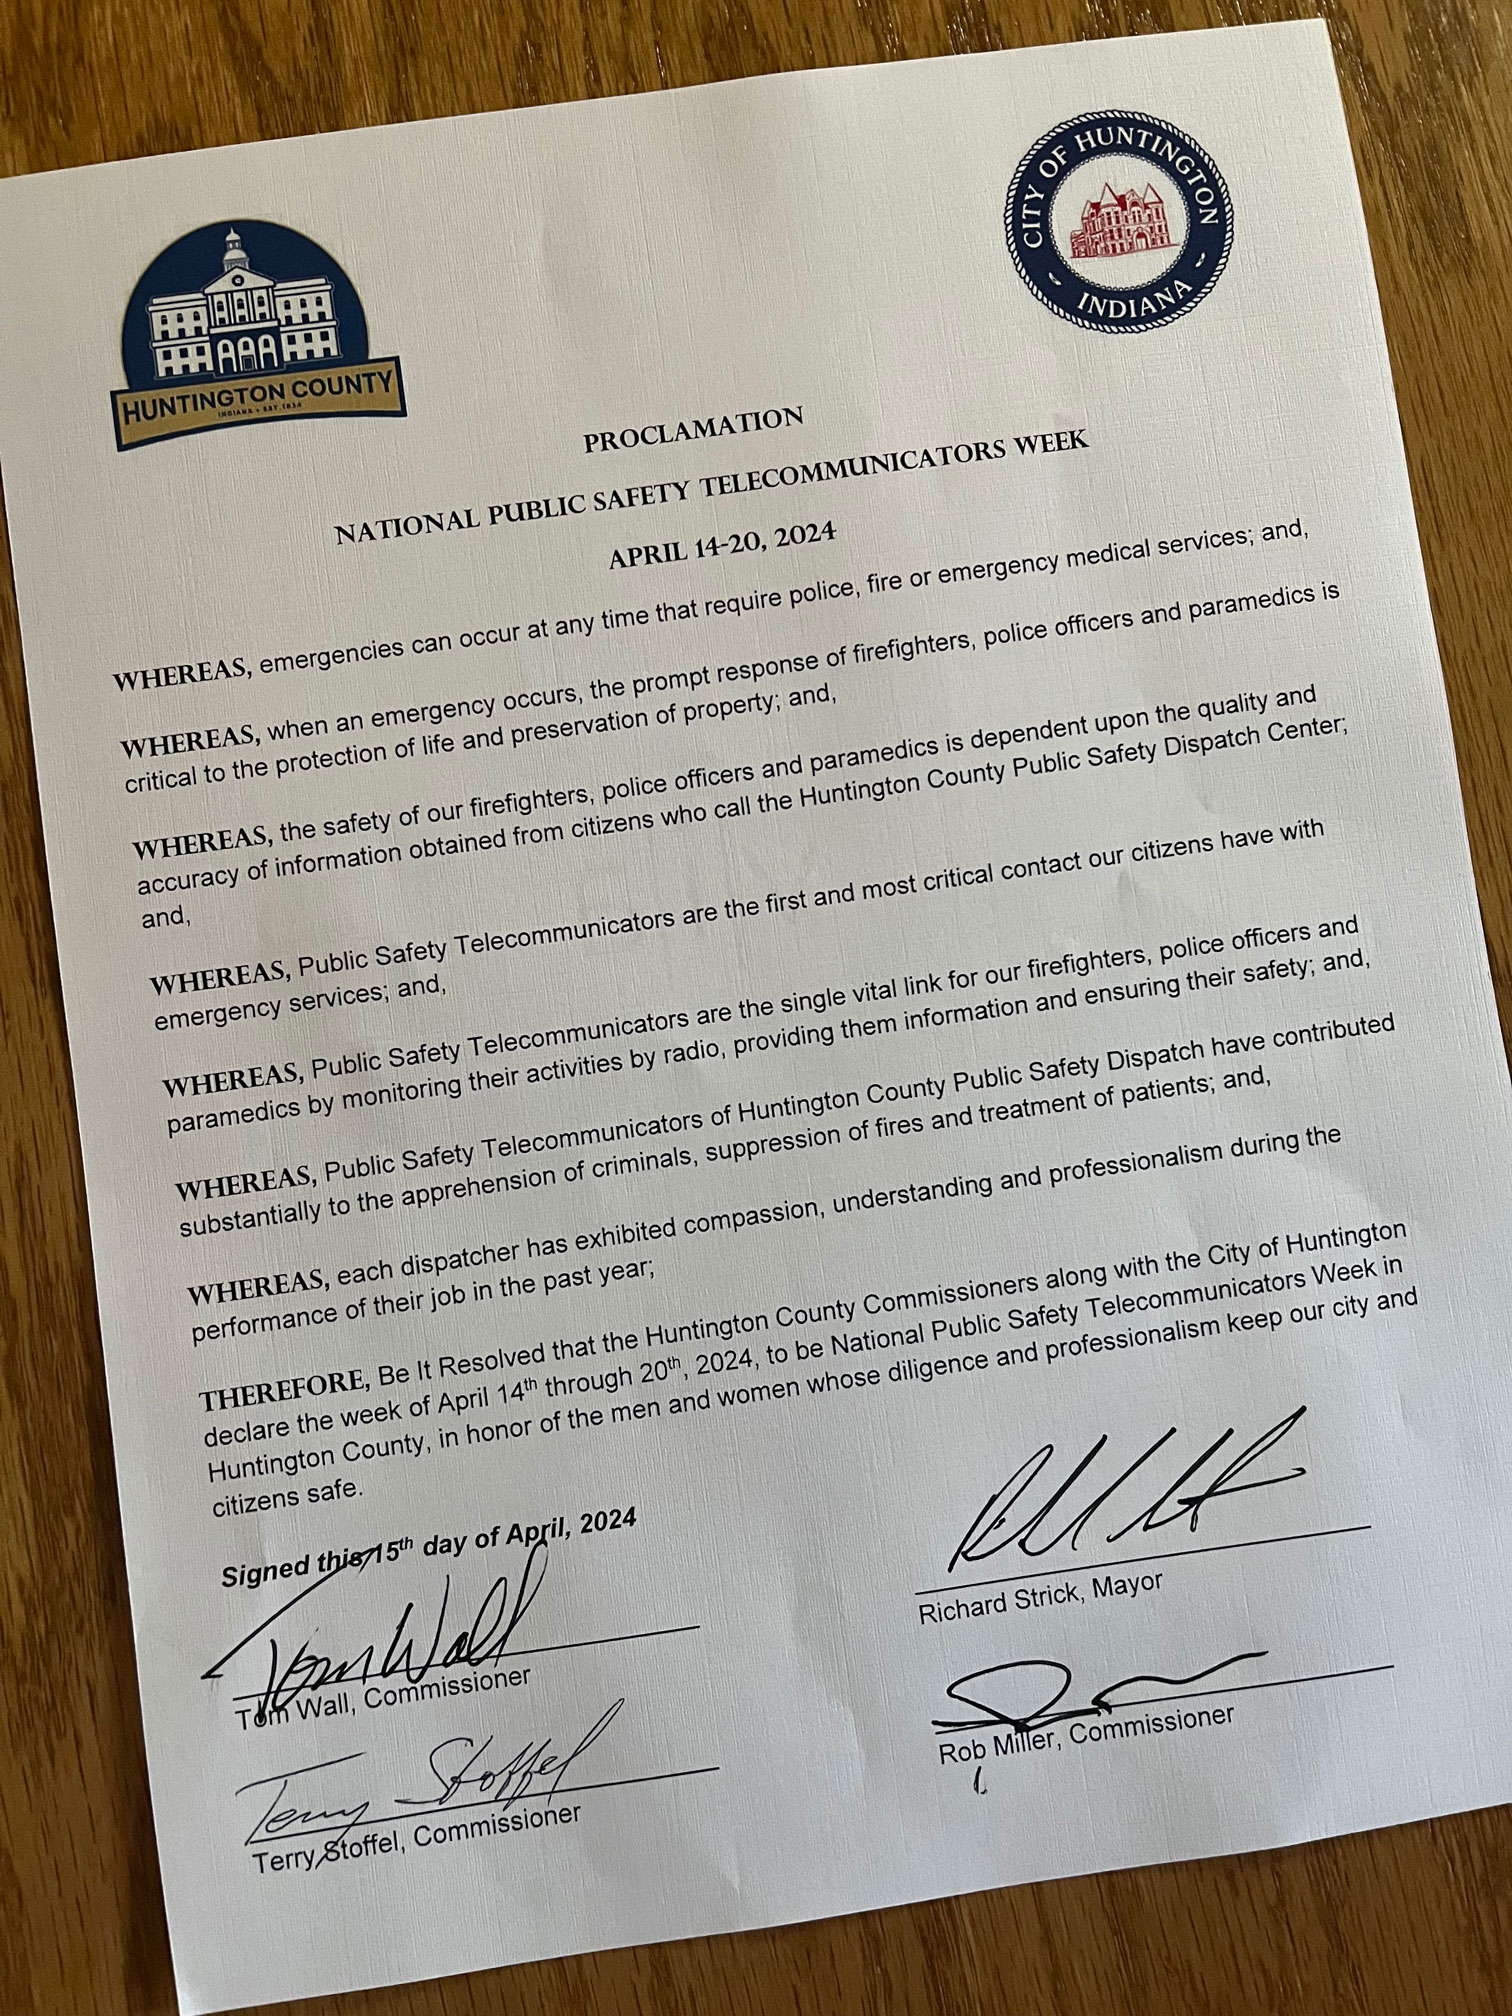 CITY OF HUNTINGTON
INDIANA
HUNTINGTON COUNTY
INDIANA • EST. 1834
PROCLAMATION
NATIONAL PUBLIC SAFETY TELECOMMUNICATORS WEEK
APRIL 14-20, 2024
WHEREAS, emergencies can occur at any time that require police, fire or emergency medical services; and,
WHEREAS, when an emergency occurs, the prompt response of firefighters, police officers and paramedics is
critical to the protection of life and preservation of property; and,
WHEREAS, the safety of our firefighters, police officers and paramedics is dependent upon the quality and
accuracy of information obtained from citizens who call the Huntington County Public Safety Dispatch Center;
and,
WHEREAS, Public Safety Telecommunicators are the first and most critical contact our citizens have with
emergency services; and,
WHEREAS, Public Safety Telecommunicators are the single vital link for our firefighters, police officers and
paramedics by monitoring their activities by radio, providing them information and ensuring their safety; and,
WHEREAS, Public Safety Telecommunicators of Huntington County Public Safety Dispatch have contributed
substantially to the apprehension of criminals, suppression of fires and treatment of patients; and,
WHEREAS, each dispatcher has exhibited compassion, understanding and professionalism during the
performance of their job in the past year;
THEREFORE, Be It Resolved that the Huntington County Commissioners along with the City of Huntington
declare the week of April 14th through 20th, 2024, to be National Public Safety Telecommunicators Week in
Huntington County, in honor of the men and women whose diligence and professionalism keep our city and
citizens safe.
Signed this 15th day of April, 2024
Tom Wall
Tom Wall, Commissioner
Richard Strick, Mayor
Terry Stoffel
Terry Stoffel, Commissioner
Rob Miller, Commissioner